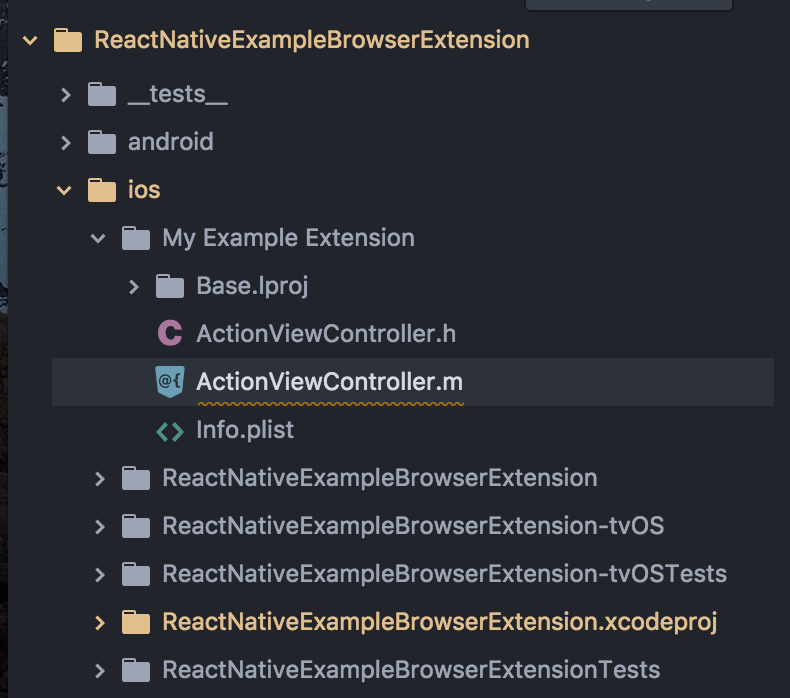 ReactNativeExampleBrowserExtension
__tests__
android
ios
My Example Extension
Base.lproj
C ActionViewController.h
@{ ActionViewController.m
<> Info.plist
ReactNativeExampleBrowserExtension
ReactNativeExampleBrowserExtension-tvOS
ReactNativeExampleBrowserExtension-tvOSTests
ReactNativeExampleBrowserExtension.xcodeproj
ReactNativeExampleBrowserExtensionTests